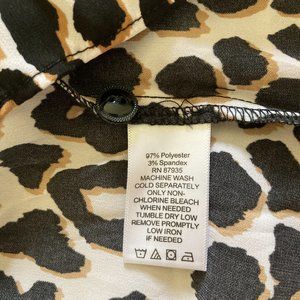 97% Polyester
3% Spandex
RN 87935
MACHINE WASH
COLD SEPARATELY
ONLY NON-
CHLORINE BLEACH
WHEN NEEDED
TUMBLE DRY LOW
REMOVE PROMPTLY
LOW IRON
IF NEEDED